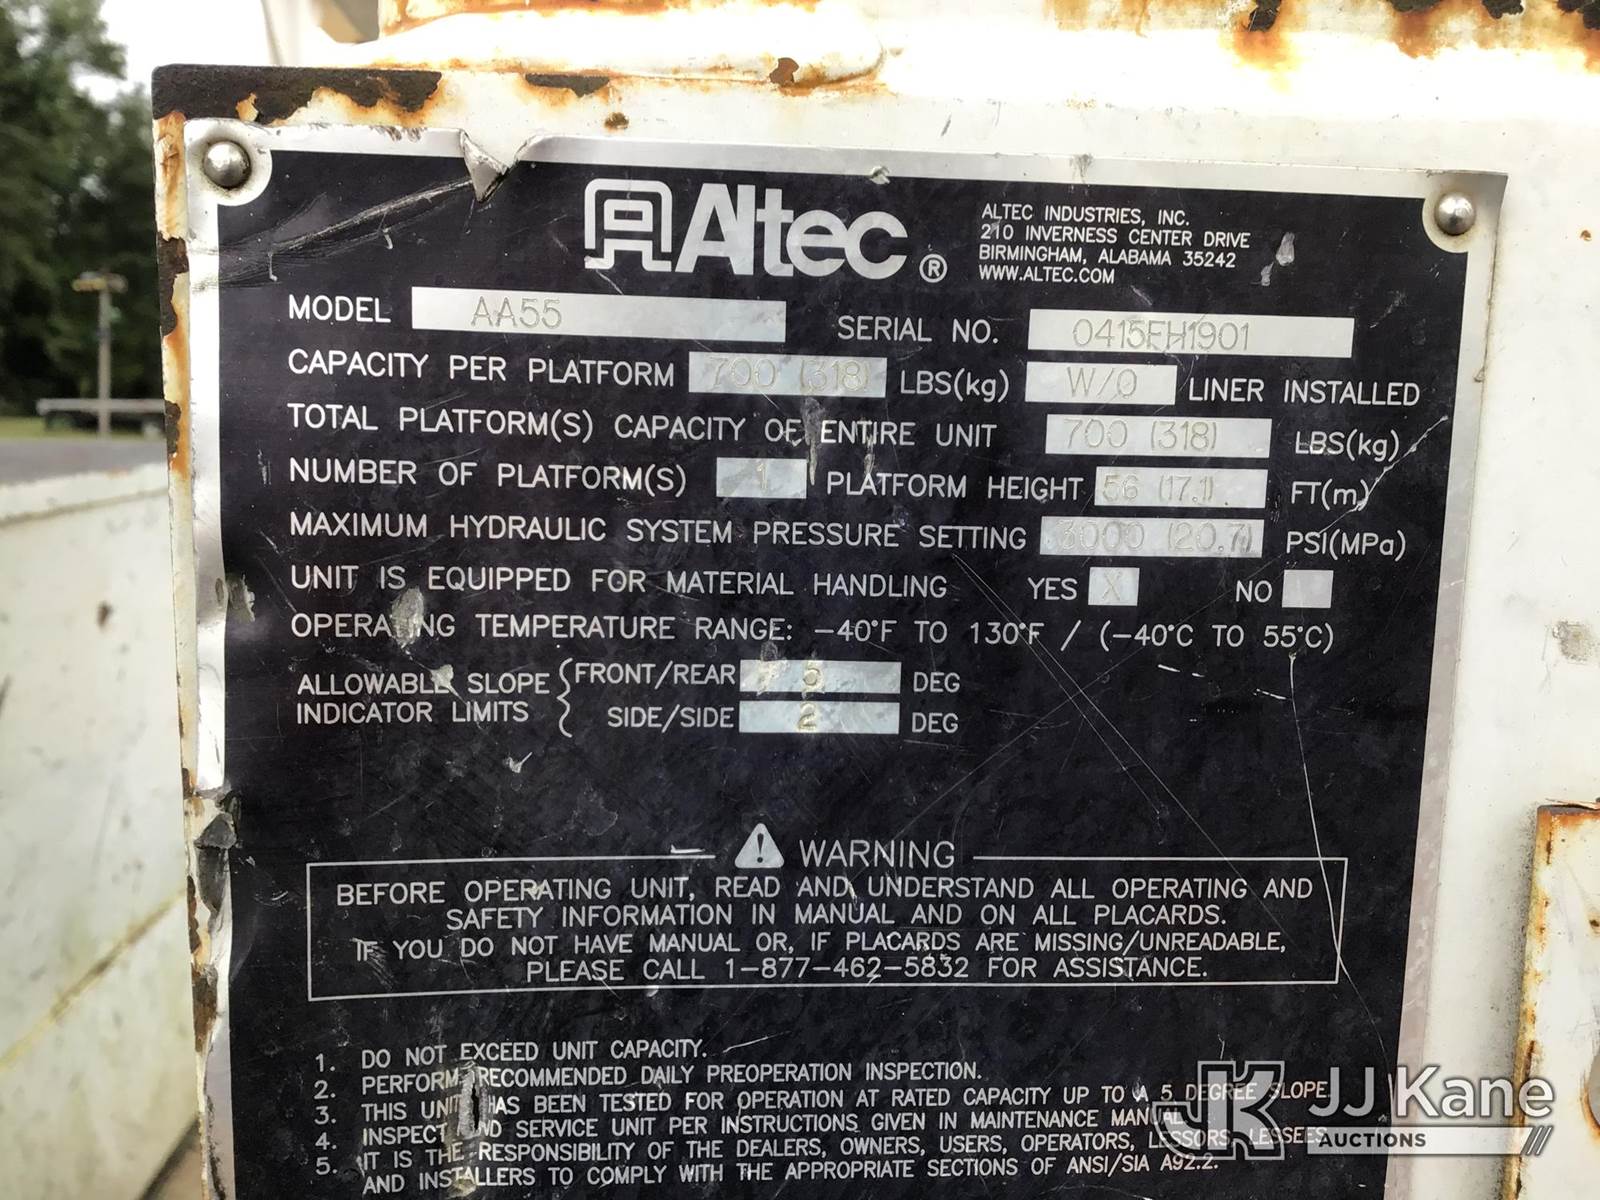 Altec ®
ALTEC INDUSTRIES, INC.
210 INVERNESS CENTER DRIVE
BIRMINGHAM, ALABAMA 35242
WWW.ALTEC.COM
MODEL AA55 SERIAL NO. 0415FH1901
CAPACITY PER PLATFORM 700 (318) LBS(kg) W/O LINER INSTALLED
TOTAL PLATFORM(S) CAPACITY OF ENTIRE UNIT 700 (318) LBS(kg)
NUMBER OF PLATFORM(S) 1 PLATFORM HEIGHT 56 (17.1) FT(m)
MAXIMUM HYDRAULIC SYSTEM PRESSURE SETTING 3000 (20.7) PSI(MPa)
UNIT IS EQUIPPED FOR MATERIAL HANDLING YES X NO
OPERATING TEMPERATURE RANGE: -40°F TO 130°F / (-40°C TO 55°C)
ALLOWABLE SLOPE INDICATOR LIMITS
FRONT/REAR 5 DEG
SIDE/SIDE 2 DEG
WARNING
BEFORE OPERATING UNIT, READ AND UNDERSTAND ALL OPERATING AND
SAFETY INFORMATION IN MANUAL AND ON ALL PLACARDS.
IF YOU DO NOT HAVE MANUAL OR, IF PLACARDS ARE MISSING/UNREADABLE,
PLEASE CALL 1-877-462-5832 FOR ASSISTANCE.
1. DO NOT EXCEED UNIT CAPACITY.
2. PERFORM RECOMMENDED DAILY PREOPERATION INSPECTION.
3. THIS UNIT HAS BEEN TESTED FOR OPERATION AT RATED CAPACITY UP TO A 5 DEGREE SLOPE.
4. INSPECT AND SERVICE UNIT PER INSTRUCTIONS GIVEN IN MAINTENANCE MANUAL.
5. IT IS THE RESPONSIBILITY OF THE DEALERS, OWNERS, USERS, OPERATORS, LESSORS, LESSEES
AND INSTALLERS TO COMPLY WITH THE APPROPRIATE SECTIONS OF ANSI/SIA A92.2.
JK JJ Kane
AUCTIONS